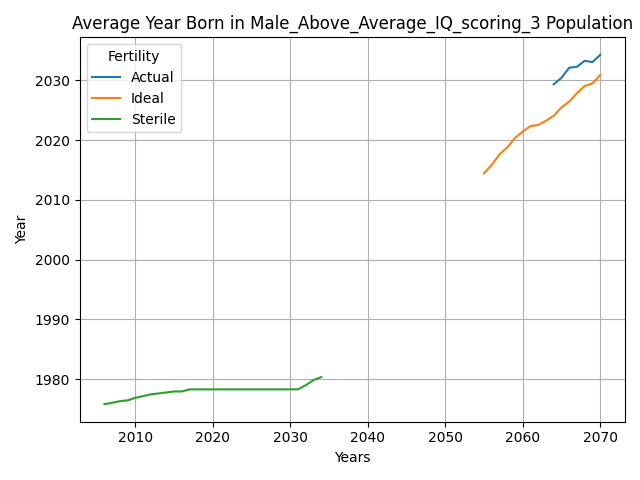 Average Year Born in Male_Above_Average_IQ_scoring_3 Population
Fertility
Actual
Ideal
Sterile
2030
2020
2010
2000
1990
1980
Year
2010 2020 2030 2040 2050 2060 2070
Years